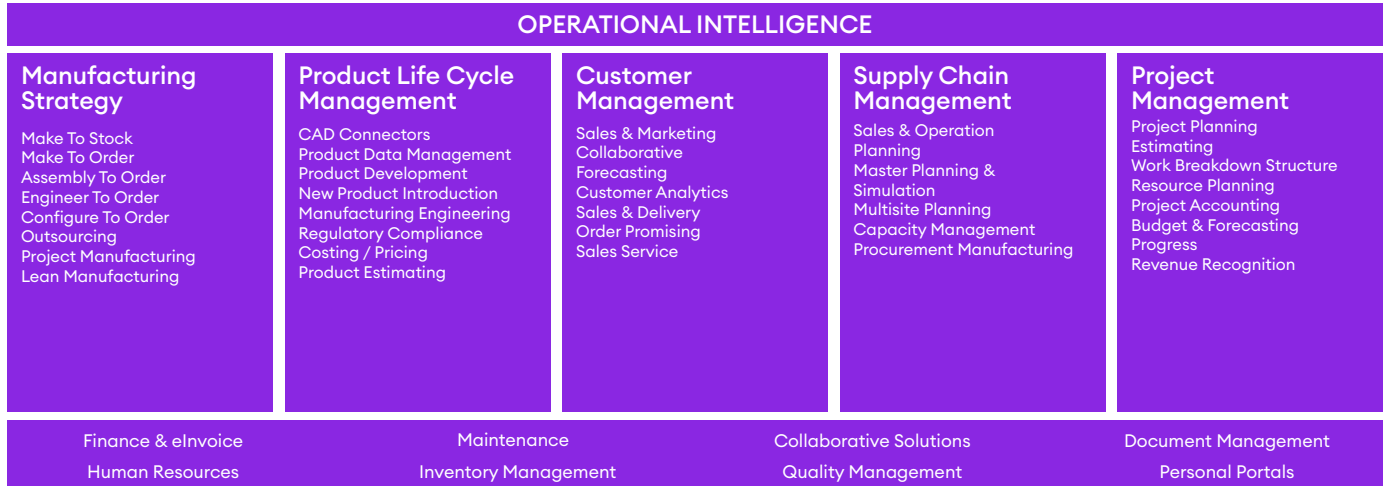 OPERATIONAL INTELLIGENCE
Manufacturing
Strategy
Make To Stock
Make To Order
Assembly To Order
Engineer To Order
Configure To Order
Outsourcing
Project Manufacturing
Lean Manufacturing
Product Life Cycle
Management
CAD Connectors
Product Data Management
Product Development
New Product Introduction
Manufacturing Engineering
Regulatory Compliance
Costing / Pricing
Product Estimating
Customer
Management
Sales & Marketing
Collaborative
Forecasting
Customer Analytics
Sales & Delivery
Order Promising
Sales Service
Supply Chain
Management
Sales & Operation
Planning
Master Planning &
Simulation
Multisite Planning
Capacity Management
Procurement Manufacturing
Project
Management
Project Planning
Estimating
Work Breakdown Structure
Resource Planning
Project Accounting
Budget & Forecasting
Progress
Revenue Recognition
Finance & eInvoice
Maintenance
Collaborative Solutions
Document Management
Human Resources
Inventory Management
Quality Management
Personal Portals